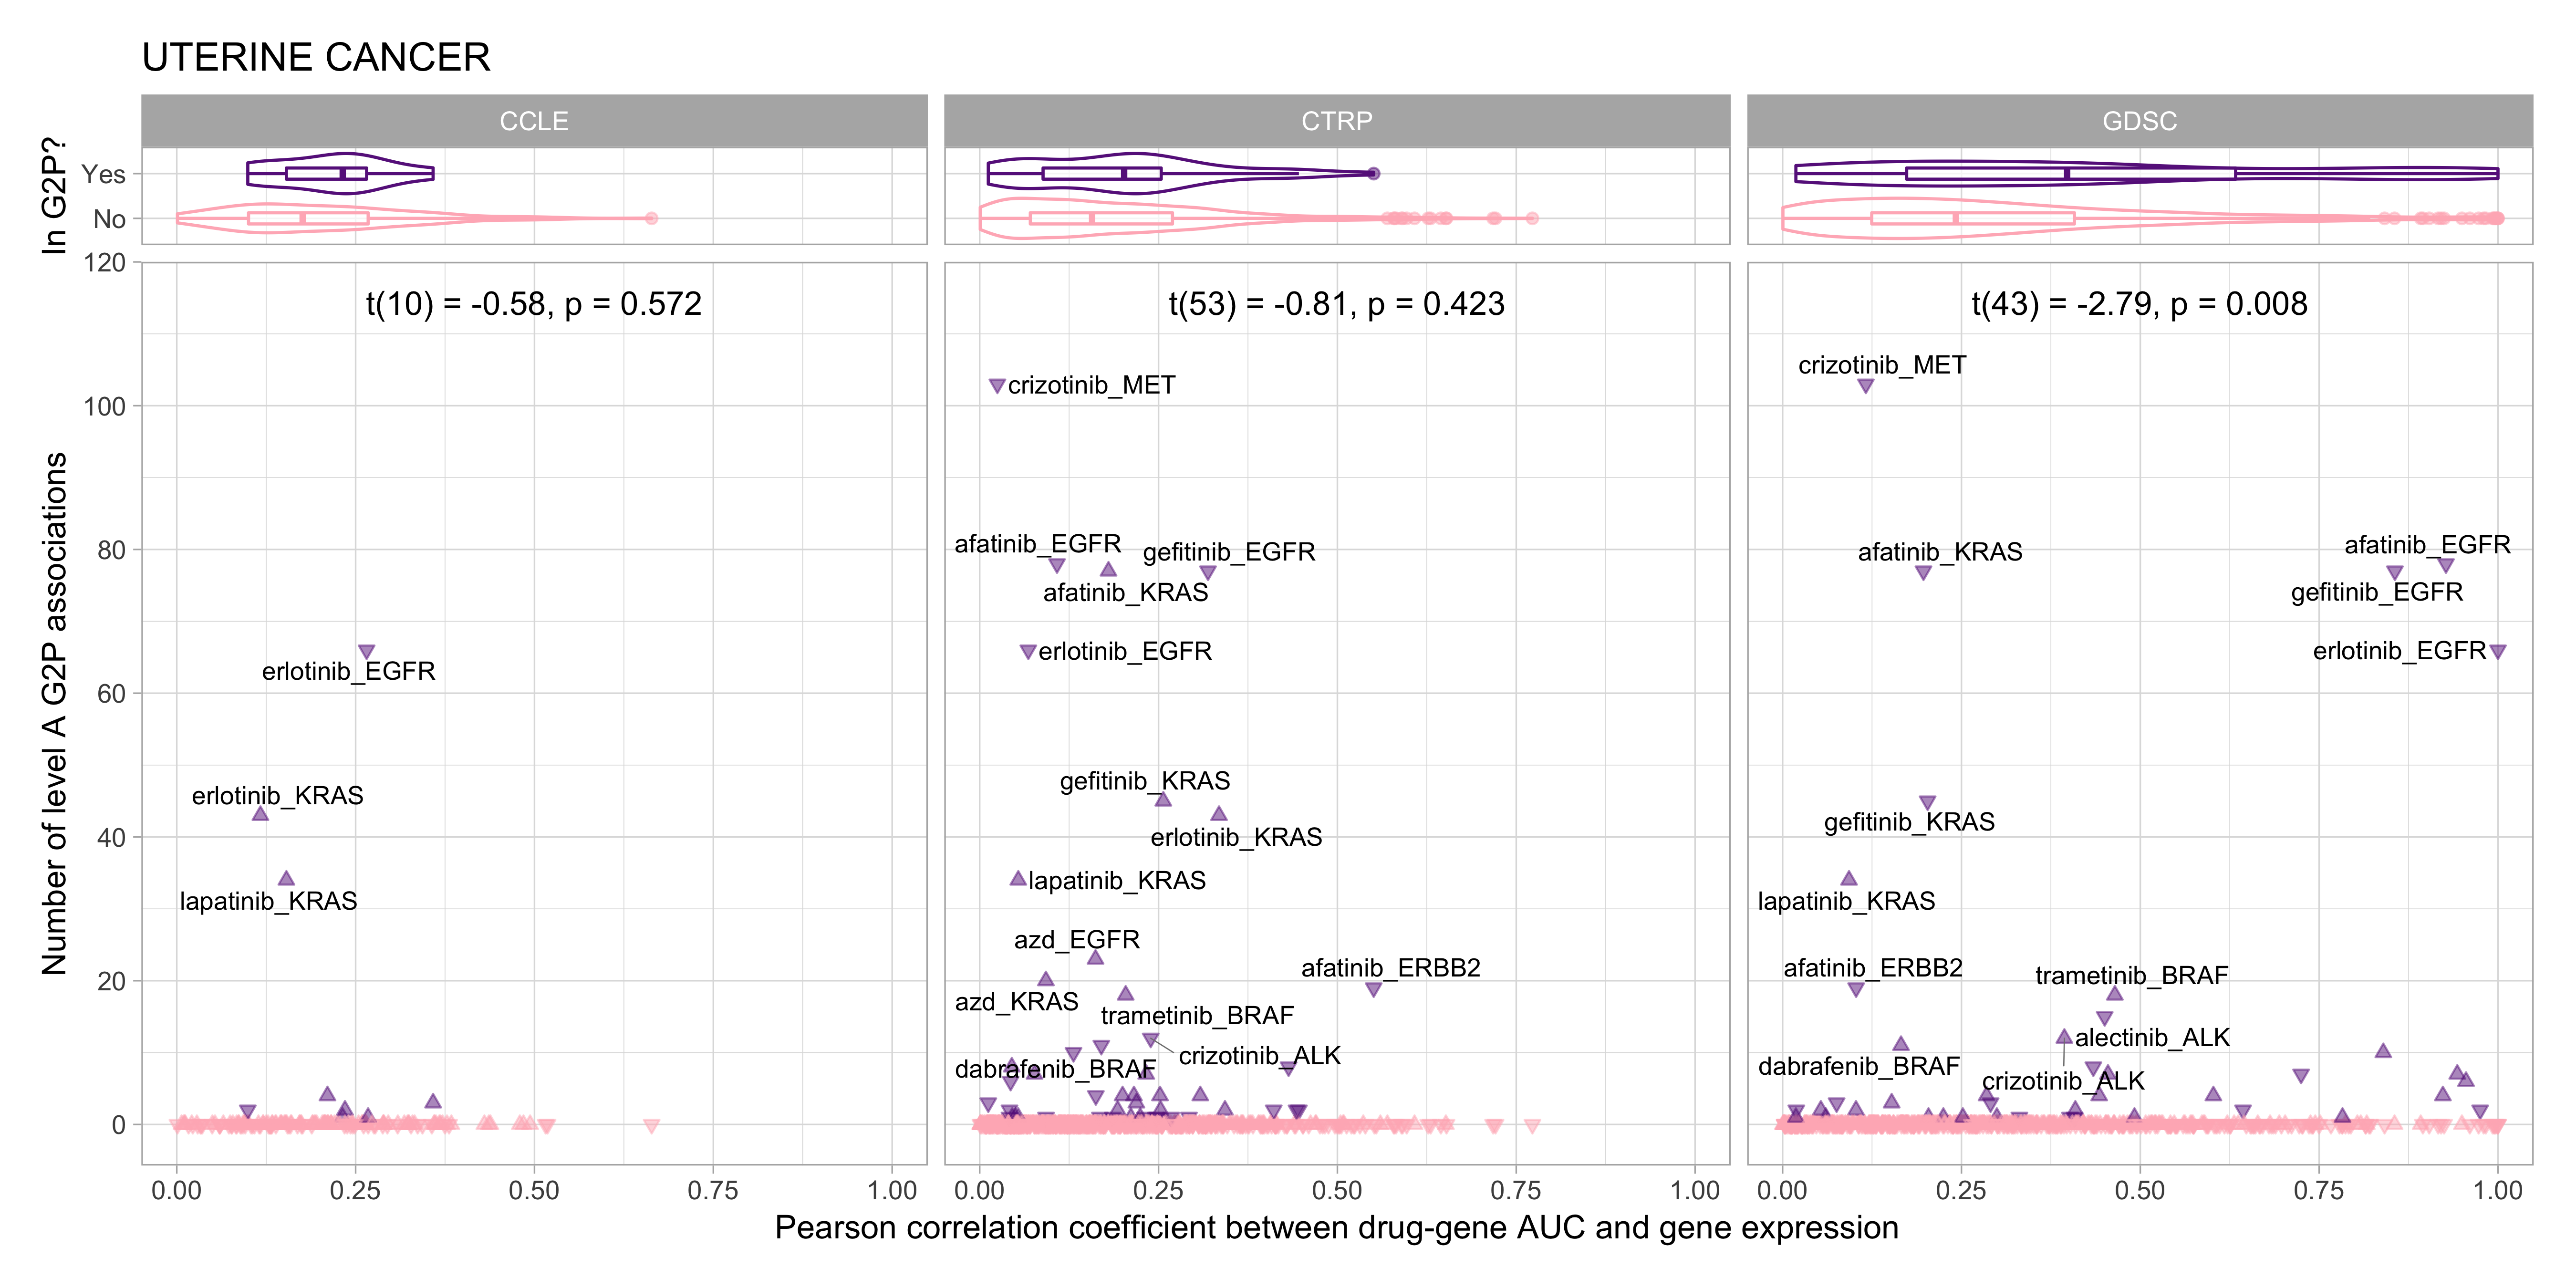 UTERINE CANCER
CCLE
CTRP
GDSC
In G2P?
Yes
No
Number of level A G2P associations
120
100
80
60
40
20
0
t(10) = -0.58, p = 0.572
erlotinib_EGFR
erlotinib_KRAS
lapatinib_KRAS
t(53) = -0.81, p = 0.423
crizotinib_MET
afatinib_EGFR
gefitinib_EGFR
afatinib_KRAS
erlotinib_EGFR
gefitinib_KRAS
erlotinib_KRAS
lapatinib_KRAS
azd_EGFR
afatinib_ERBB2
azd_KRAS
trametinib_BRAF
crizotinib_ALK
dabrafenib_BRAF
t(43) = -2.79, p = 0.008
crizotinib_MET
afatinib_EGFR
afatinib_KRAS
gefitinib_EGFR
erlotinib_EGFR
gefitinib_KRAS
lapatinib_KRAS
afatinib_ERBB2
trametinib_BRAF
alectinib_ALK
dabrafenib_BRAF
crizotinib_ALK
0.00 0.25 0.50 0.75 1.00
0.00 0.25 0.50 0.75 1.00
0.00 0.25 0.50 0.75 1.00
Pearson correlation coefficient between drug-gene AUC and gene expression